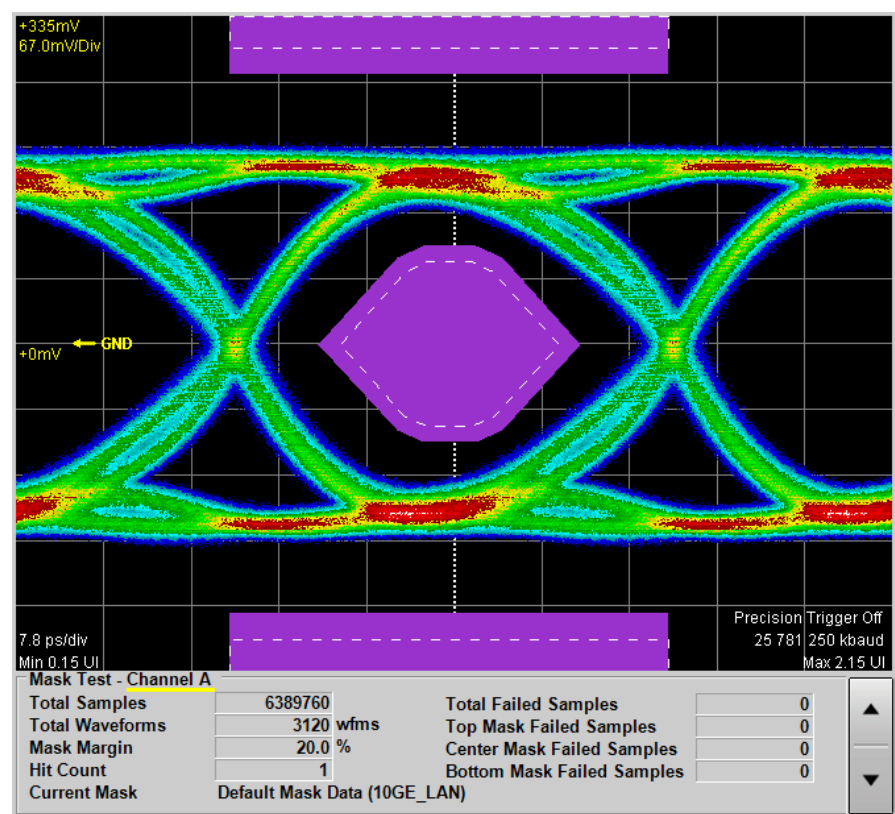 +335mV
67.0mV/Div
GND
+0mV
Precision Trigger Off
7.8 ps/div
25 781 250 kbaud
Min 0.15 UI
Max 2.15 UI
Mask Test - Channel A
Total Samples 6389760
Total Waveforms 3120 wfms
Mask Margin 20.0 %
Hit Count 1
Current Mask Default Mask Data (10GE_LAN)
Total Failed Samples 0
Top Mask Failed Samples 0
Center Mask Failed Samples 0
Bottom Mask Failed Samples 0